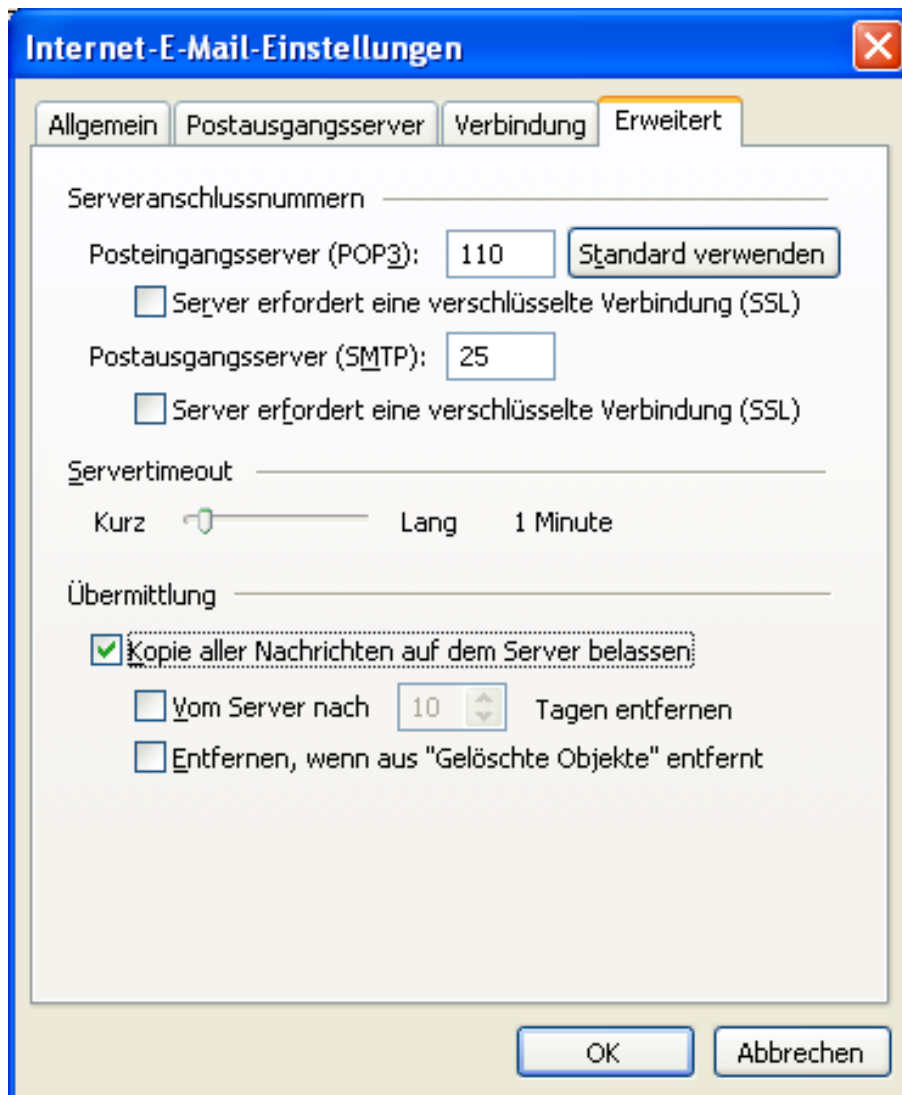 Internet-E-Mail-Einstellungen
Allgemein Postausgangsserver Verbindung Erweitert
Serveranschlussnummern
Posteingangsserver (POP3): 110 Standard verwenden
Server erfordert eine verschlüsselte Verbindung (SSL)
Postausgangsserver (SMTP): 25
Server erfordert eine verschlüsselte Verbindung (SSL)
Servertimeout
Kurz Lang 1 Minute
Übermittlung
Kopie aller Nachrichten auf dem Server belassen
Vom Server nach 10 Tagen entfernen
Entfernen, wenn aus "Gelöschte Objekte" entfernt
OK Abbrechen